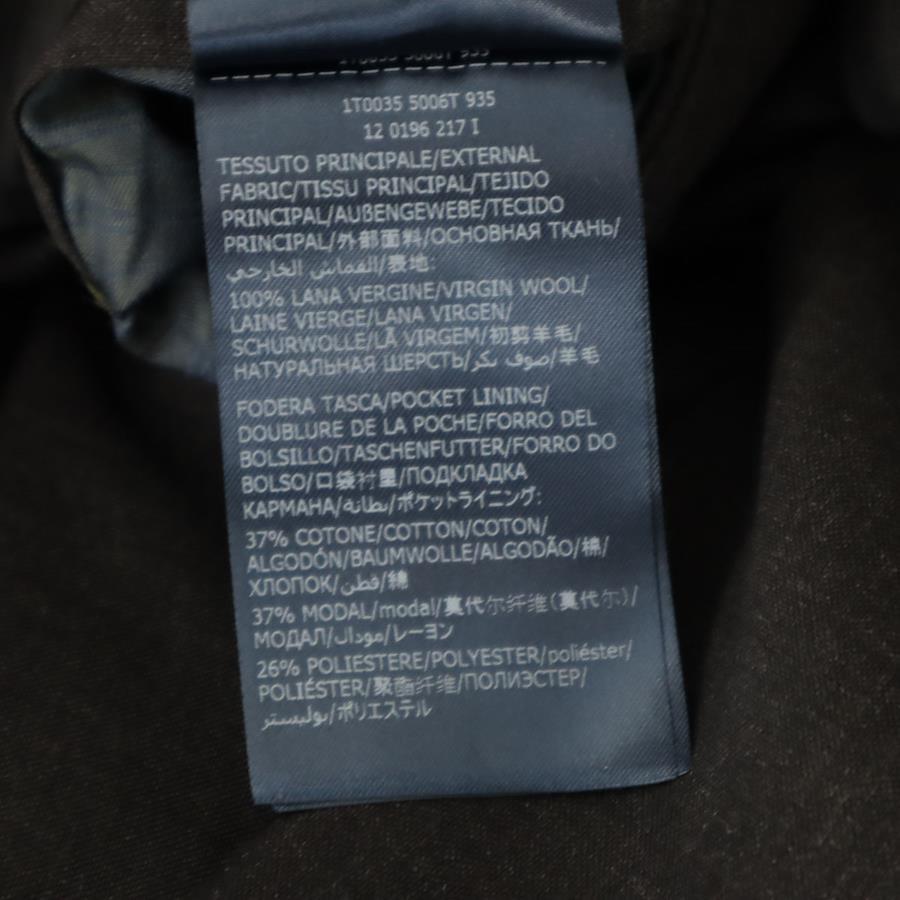 1T0035 5006T 935
12 0196 217 I
TESSUTO PRINCIPALE/EXTERNAL
FABRIC/TISSU PRINCIPAL/TEJIDO
PRINCIPAL/AUßENGEWEBE/TECIDO
PRINCIPAL/外部面料/ОСНОВНАЯ ТКАНЬ/
القماش الخارجي/表地:
100% LANA VERGINE/VIRGIN WOOL/
LAINE VIERGE/LANA VIRGEN/
SCHURWOLLE/LÃ VIRGEM/初剪羊毛/
НАТУРАЛЬНАЯ ШЕРСТЬ/صوف بكر/羊毛
FODERA TASCA/POCKET LINING/
DOUBLURE DE LA POCHE/FORRO DEL
BOLSILLO/TASCHENFUTTER/FORRO DO
BOLSO/口袋衬里/ПОДКЛАДКА
КАРМАНА/بطانة/ポケットライニング:
37% COTONE/COTTON/COTON/
ALGODÓN/BAUMWOLLE/ALGODÃO/棉/
ХЛОПОК/قطن/綿
37% MODAL/modal/莫代尔纤维(莫代尔)/
МОДАЛ/مودال/レーヨン
26% POLIESTERE/POLYESTER/poliéster/
POLIÉSTER/聚酯纤维/ПОЛИЭСТЕР/
بوليستر/ポリエステル